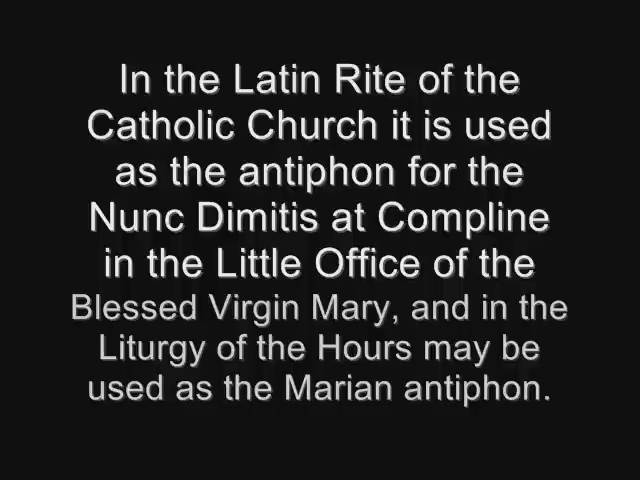 In the Latin Rite of the
Catholic Church it is used
as the antiphon for the
Nunc Dimitis at Compline
in the Little Office of the
Blessed Virgin Mary, and in the
Liturgy of the Hours may be
used as the Marian antiphon.